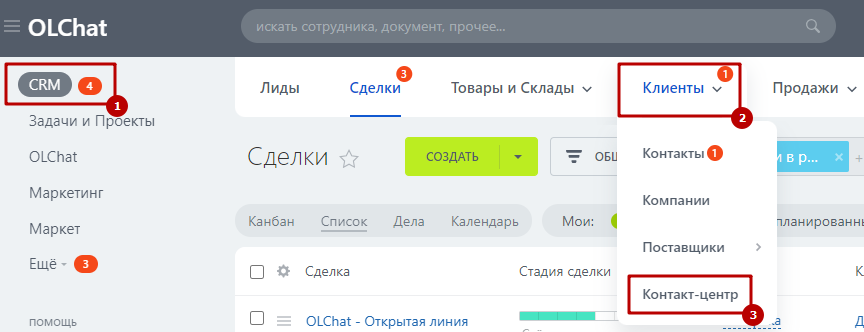 OLChat
искать сотрудника, документ, прочее...
CRM 4
1
Задачи и Проекты
OLChat
Маркетинг
Маркет
Ещё 3
помощь
Лиды Сделки 3 Товары и Склады Клиенты 1 Продажи
2
Контакты 1
Компании
Поставщики
Контакт-центр
3
Сделки СОЗДАТЬ
Канбан Список Дела Календарь Мои:
Сделка Стадия сделки
OLChat - Открытая линия